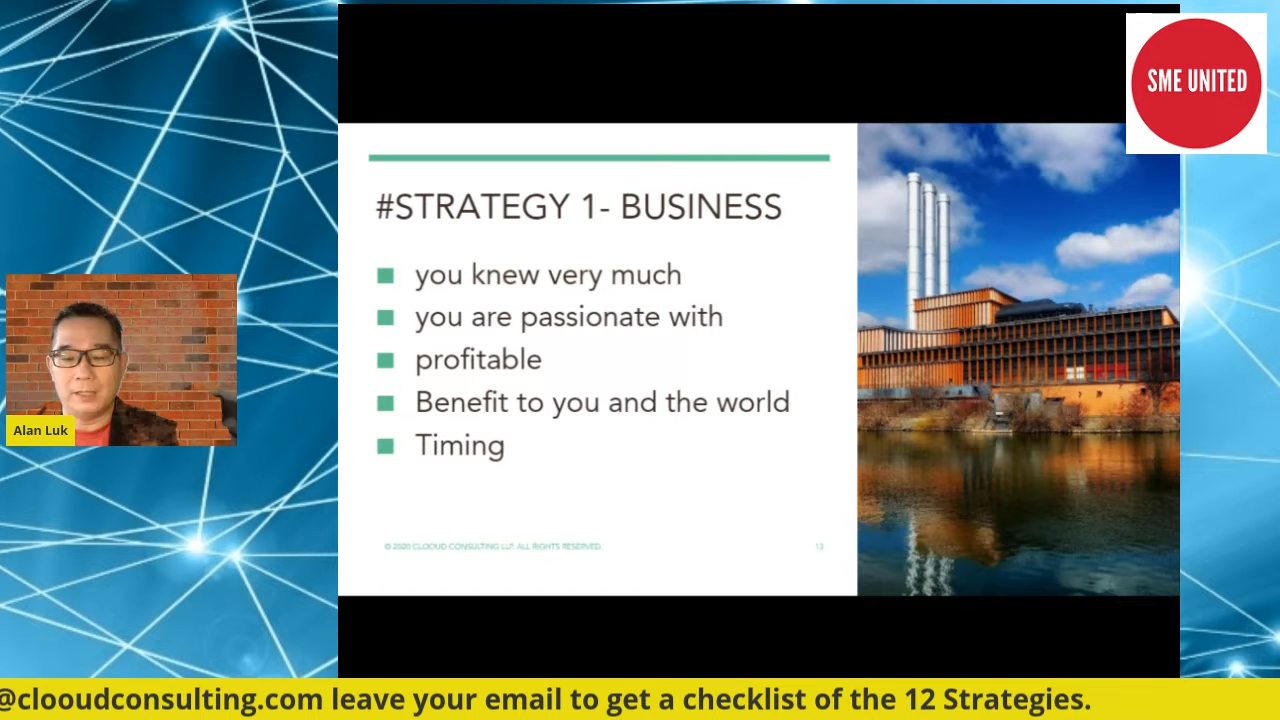 SME UNITED
#STRATEGY 1- BUSINESS
you knew very much
you are passionate with
profitable
Benefit to you and the world
Timing
© 2020 CLOOUD CONSULTING LLP. ALL RIGHTS RESERVED.
13
Alan Luk
@clooudconsulting.com leave your email to get a checklist of the 12 Strategies.